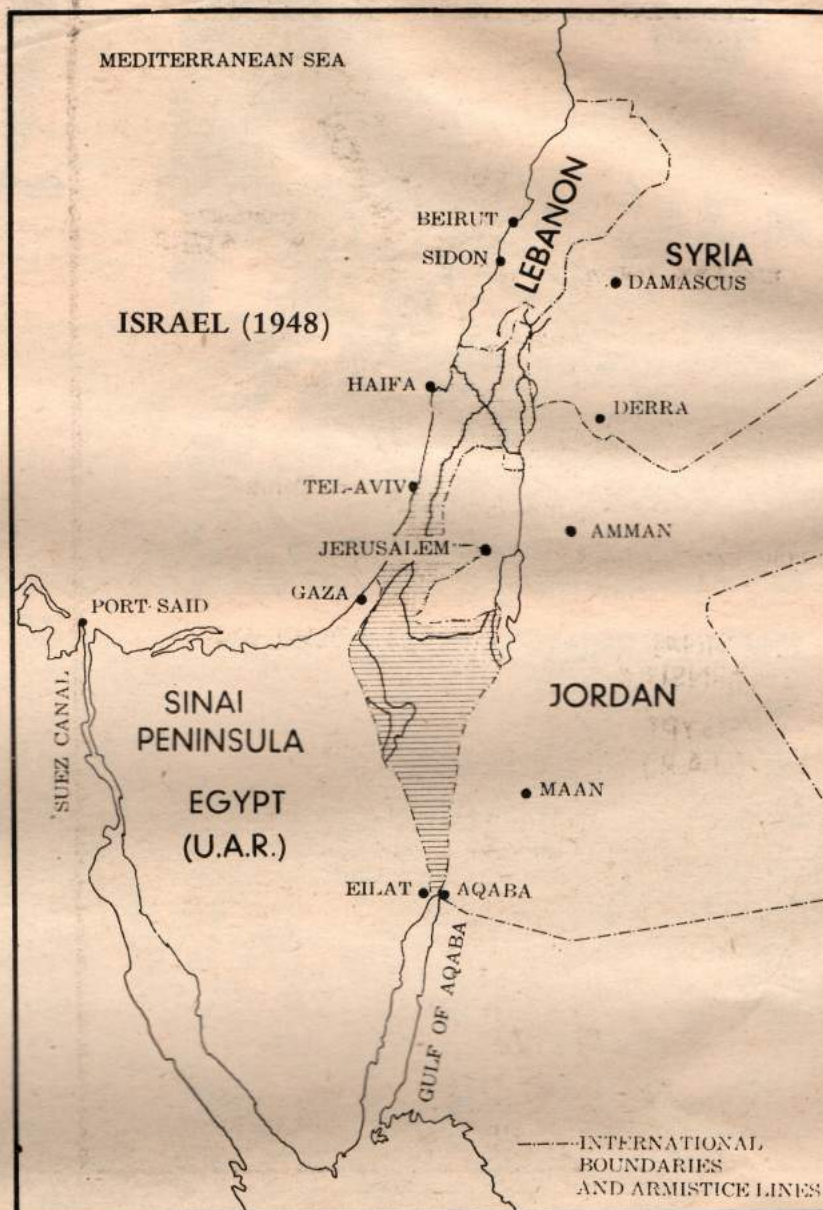 MEDITERRANEAN SEA
BEIRUT
SIDON
LEBANON
SYRIA
DAMASCUS
ISRAEL (1948)
HAIFA
DERRA
TEL-AVIV
JERUSALEM
AMMAN
GAZA
PORT-SAID
SUEZ CANAL
SINAI
PENINSULA
EGYPT
(U.A.R.)
JORDAN
MAAN
EILAT
AQABA
GULF OF AQABA
INTERNATIONAL
BOUNDARIES
AND ARMISTICE LINES